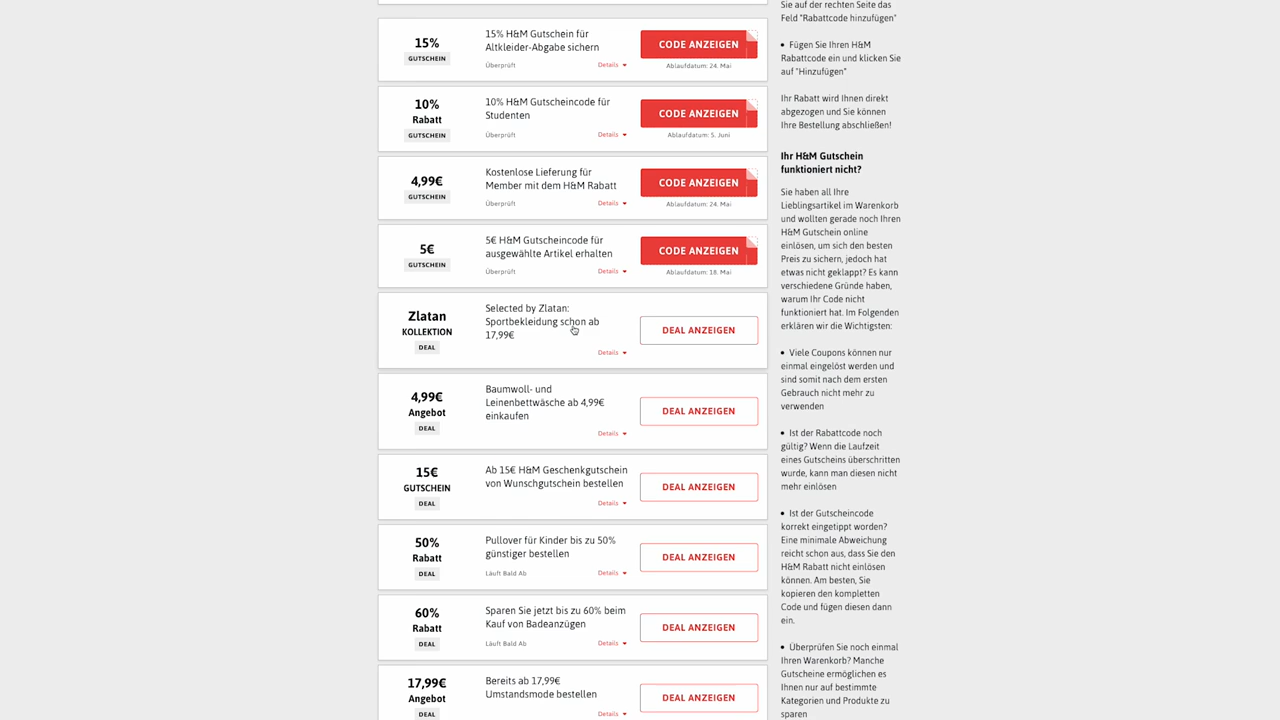 15%
GUTSCHEIN
15% H&M Gutschein für
Altkleider-Abgabe sichern
Überprüft
Details
CODE ANZEIGEN
Ablaufdatum: 24. Mai
10%
Rabatt
GUTSCHEIN
10% H&M Gutscheincode für
Studenten
Überprüft
Details
CODE ANZEIGEN
Ablaufdatum: 5. Juni
4,99€
GUTSCHEIN
Kostenlose Lieferung für
Member mit dem H&M Rabatt
Überprüft
Details
CODE ANZEIGEN
Ablaufdatum: 24. Mai
5€
GUTSCHEIN
5€ H&M Gutscheincode für
ausgewählte Artikel erhalten
Überprüft
Details
CODE ANZEIGEN
Ablaufdatum: 18. Mai
Zlatan
KOLLEKTION
DEAL
Selected by Zlatan:
Sportbekleidung schon ab
17,99€
Details
DEAL ANZEIGEN
4,99€
Angebot
DEAL
Baumwoll- und
Leinenbettwäsche ab 4,99€
einkaufen
Details
DEAL ANZEIGEN
15€
GUTSCHEIN
DEAL
Ab 15€ H&M Geschenkgutschein
von Wunschgutschein bestellen
Details
DEAL ANZEIGEN
50%
Rabatt
DEAL
Pullover für Kinder bis zu 50%
günstiger bestellen
Läuft Bald Ab
Details
DEAL ANZEIGEN
60%
Rabatt
DEAL
Sparen Sie jetzt bis zu 60% beim
Kauf von Badeanzügen
Läuft Bald Ab
Details
DEAL ANZEIGEN
17,99€
Angebot
DEAL
Bereits ab 17,99€
Umstandsmode bestellen
Details
DEAL ANZEIGEN
Sie auf der rechten Seite das
Feld "Rabattcode hinzufügen"
• Fügen Sie Ihren H&M
Rabattcode ein und klicken Sie
auf "Hinzufügen"
Ihr Rabatt wird Ihnen direkt
abgezogen und Sie können
Ihre Bestellung abschließen!
Ihr H&M Gutschein
funktioniert nicht?
Sie haben all Ihre
Lieblingsartikel im Warenkorb
und wollten gerade noch Ihren
H&M Gutschein online
einlösen, um sich den besten
Preis zu sichern, jedoch hat
etwas nicht geklappt? Es kann
verschiedene Gründe haben,
warum Ihr Code nicht
funktioniert hat. Im Folgenden
erklären wir die Wichtigsten:
• Viele Coupons können nur
einmal eingelöst werden und
sind somit nach dem ersten
Gebrauch nicht mehr zu
verwenden
• Ist der Rabattcode noch
gültig? Wenn die Laufzeit
eines Gutscheins überschritten
wurde, kann man diesen nicht
mehr einlösen
• Ist der Gutscheincode
korrekt eingetippt worden?
Eine minimale Abweichung
reicht schon aus, dass Sie den
H&M Rabatt nicht einlösen
können. Am besten, Sie
kopieren den kompletten
Code und fügen diesen dann
ein.
• Überprüfen Sie noch einmal
Ihren Warenkorb? Manche
Gutscheine ermöglichen es
Ihnen nur auf bestimmte
Kategorien und Produkte zu
sparen